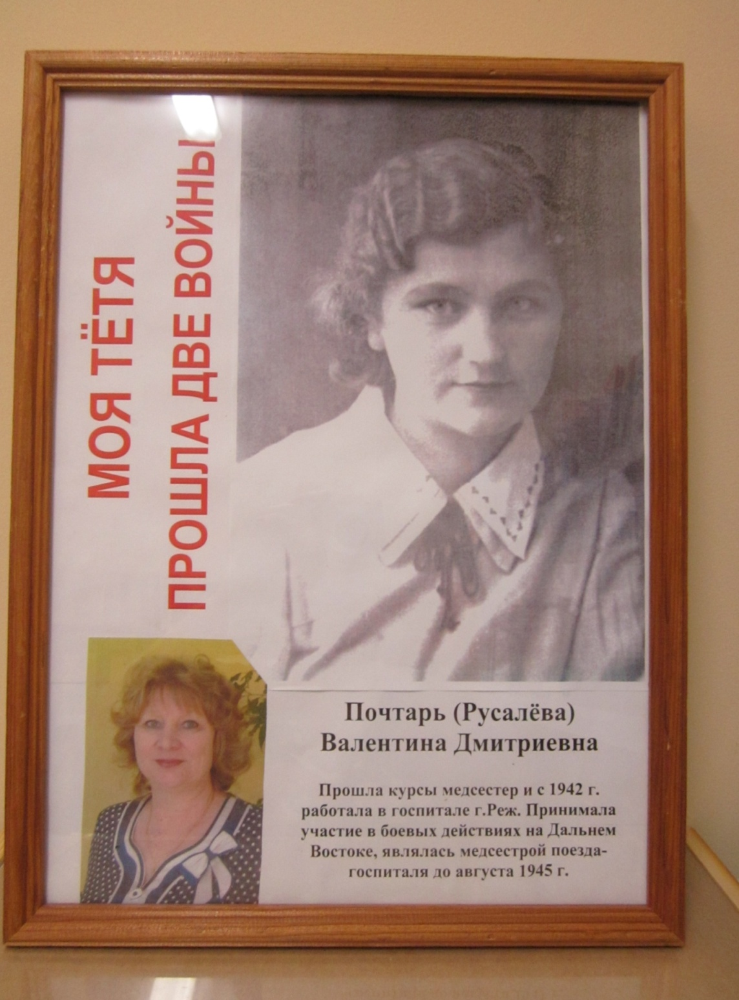 МОЯ ТЁТЯ
ПРОШЛА ДВЕ ВОЙНЫ
Почтарь (Русалёва)
Валентина Дмитриевна
Прошла курсы медсестер и с 1942 г.
работала в госпитале г.Реж. Принимала
участие в боевых действиях на Дальнем
Востоке, являлась медсестрой поезда-
госпиталя до августа 1945 г.